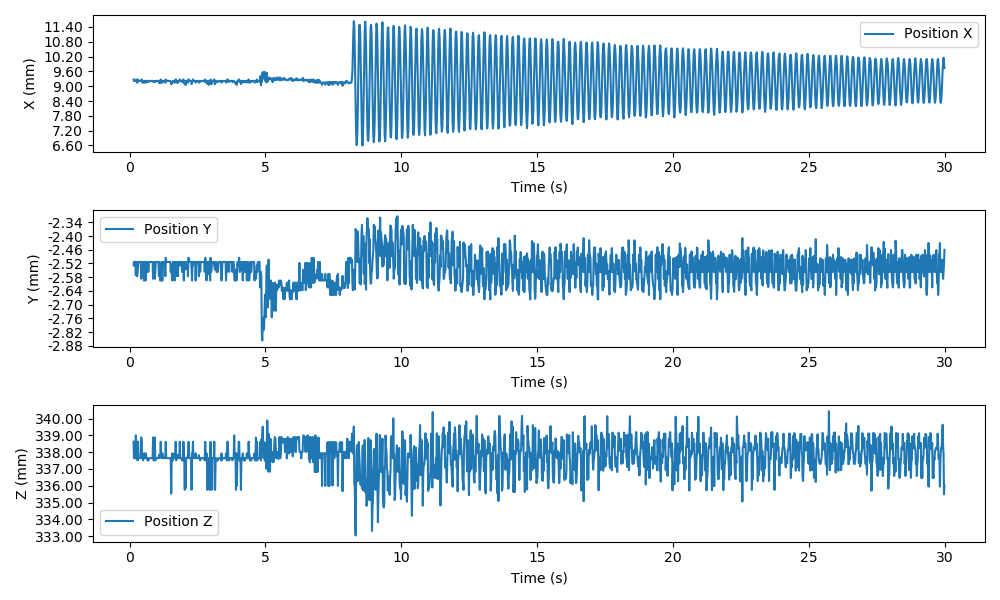 11.40
10.80
10.20
9.60
9.00
8.40
7.80
7.20
6.60
X (mm)
Position X
0 5 10 15 20 25 30
Time (s)
-2.34
-2.40
-2.46
-2.52
-2.58
-2.64
-2.70
-2.76
-2.82
-2.88
Y (mm)
Position Y
0 5 10 15 20 25 30
Time (s)
340.00
339.00
338.00
337.00
336.00
335.00
334.00
333.00
Z (mm)
Position Z
0 5 10 15 20 25 30
Time (s)